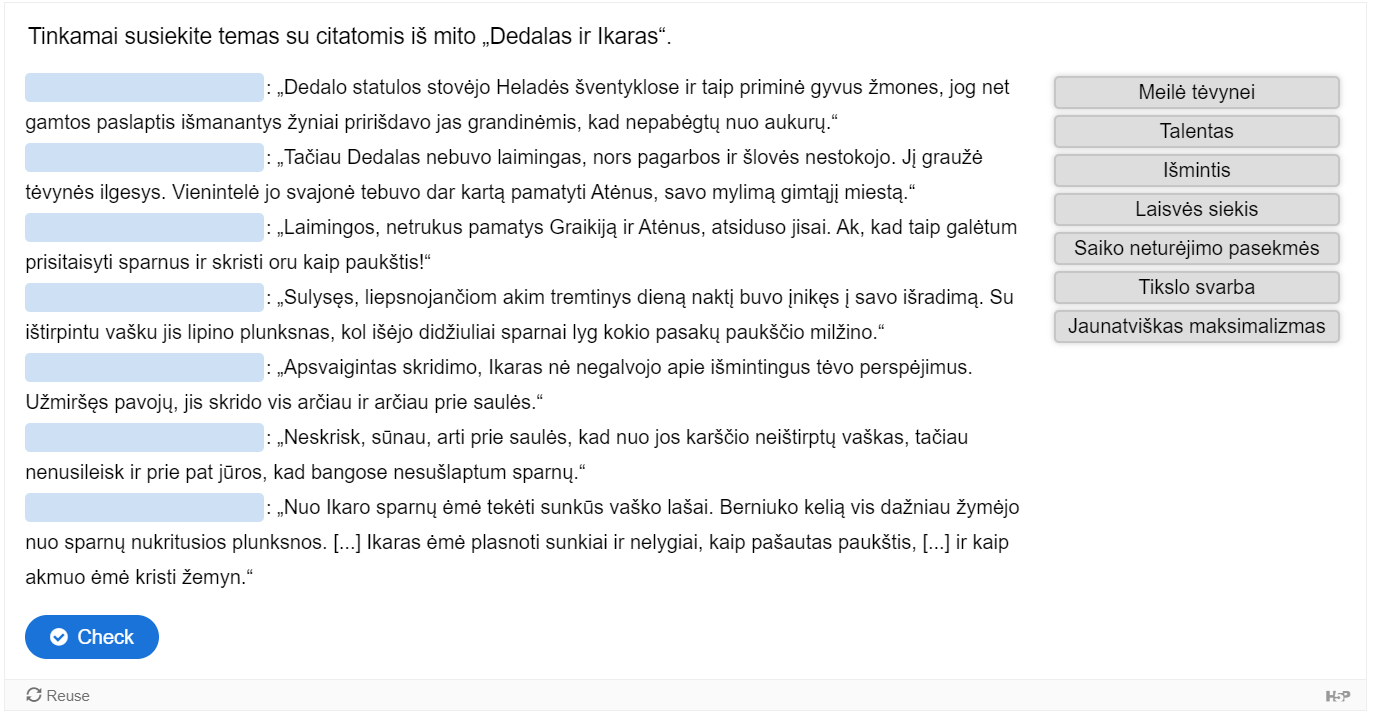 Tinkamai susiekite temas su citatomis iš mito „Dedalas ir Ikaras“.
: „Dedalo statulos stovėjo Heladės šventyklose ir taip priminė gyvus žmones, jog net
gamtos paslaptis išmanantys žyniai pririšdavo jas grandinėmis, kad nepabėgtų nuo aukurų.“
: „Tačiau Dedalas nebuvo laimingas, nors pagarbos ir šlovės nestokojo. Jį graužė
tėvynės ilgesys. Vienintelė jo svajonė tebuvo dar kartą pamatyti Atėnus, savo mylimą gimtąjį miestą.“
: „Laimingos, netrukus pamatys Graikiją ir Atėnus, atsiduso jisai. Ak, kad taip galėtum
prisitaisyti sparnus ir skristi oru kaip paukštis!“
: „Sulysęs, liepsnojančiom akim tremtinys dieną naktį buvo įnikęs į savo išradimą. Su
ištirpintu vašku jis lipino plunksnas, kol išėjo didžiuliai sparnai lyg kokio pasakų paukščio milžino.“
: „Apsvaigintas skridimo, Ikaras nė negalvojo apie išmintingus tėvo perspėjimus.
Užmiršęs pavojų, jis skrido vis arčiau ir arčiau prie saulės.“
: „Neskrisk, sūnau, arti prie saulės, kad nuo jos karščio neištirptų vaškas, tačiau
nenusileisk ir prie pat jūros, kad bangose nesušlaptum sparnų.“
: „Nuo Ikaro sparnų ėmė tekėti sunkūs vaško lašai. Berniuko kelią vis dažniau žymėjo
nuo sparnų nukritusios plunksnos. [...] Ikaras ėmė plasnoti sunkiai ir nelygiai, kaip pašautas paukštis, [...] ir kaip
akmuo ėmė kristi žemyn.“
Meilė tėvynei
Talentas
Išmintis
Laisvės siekis
Saiko neturėjimo pasekmės
Tikslo svarba
Jaunatviškas maksimalizmas
Check
Reuse
H5P